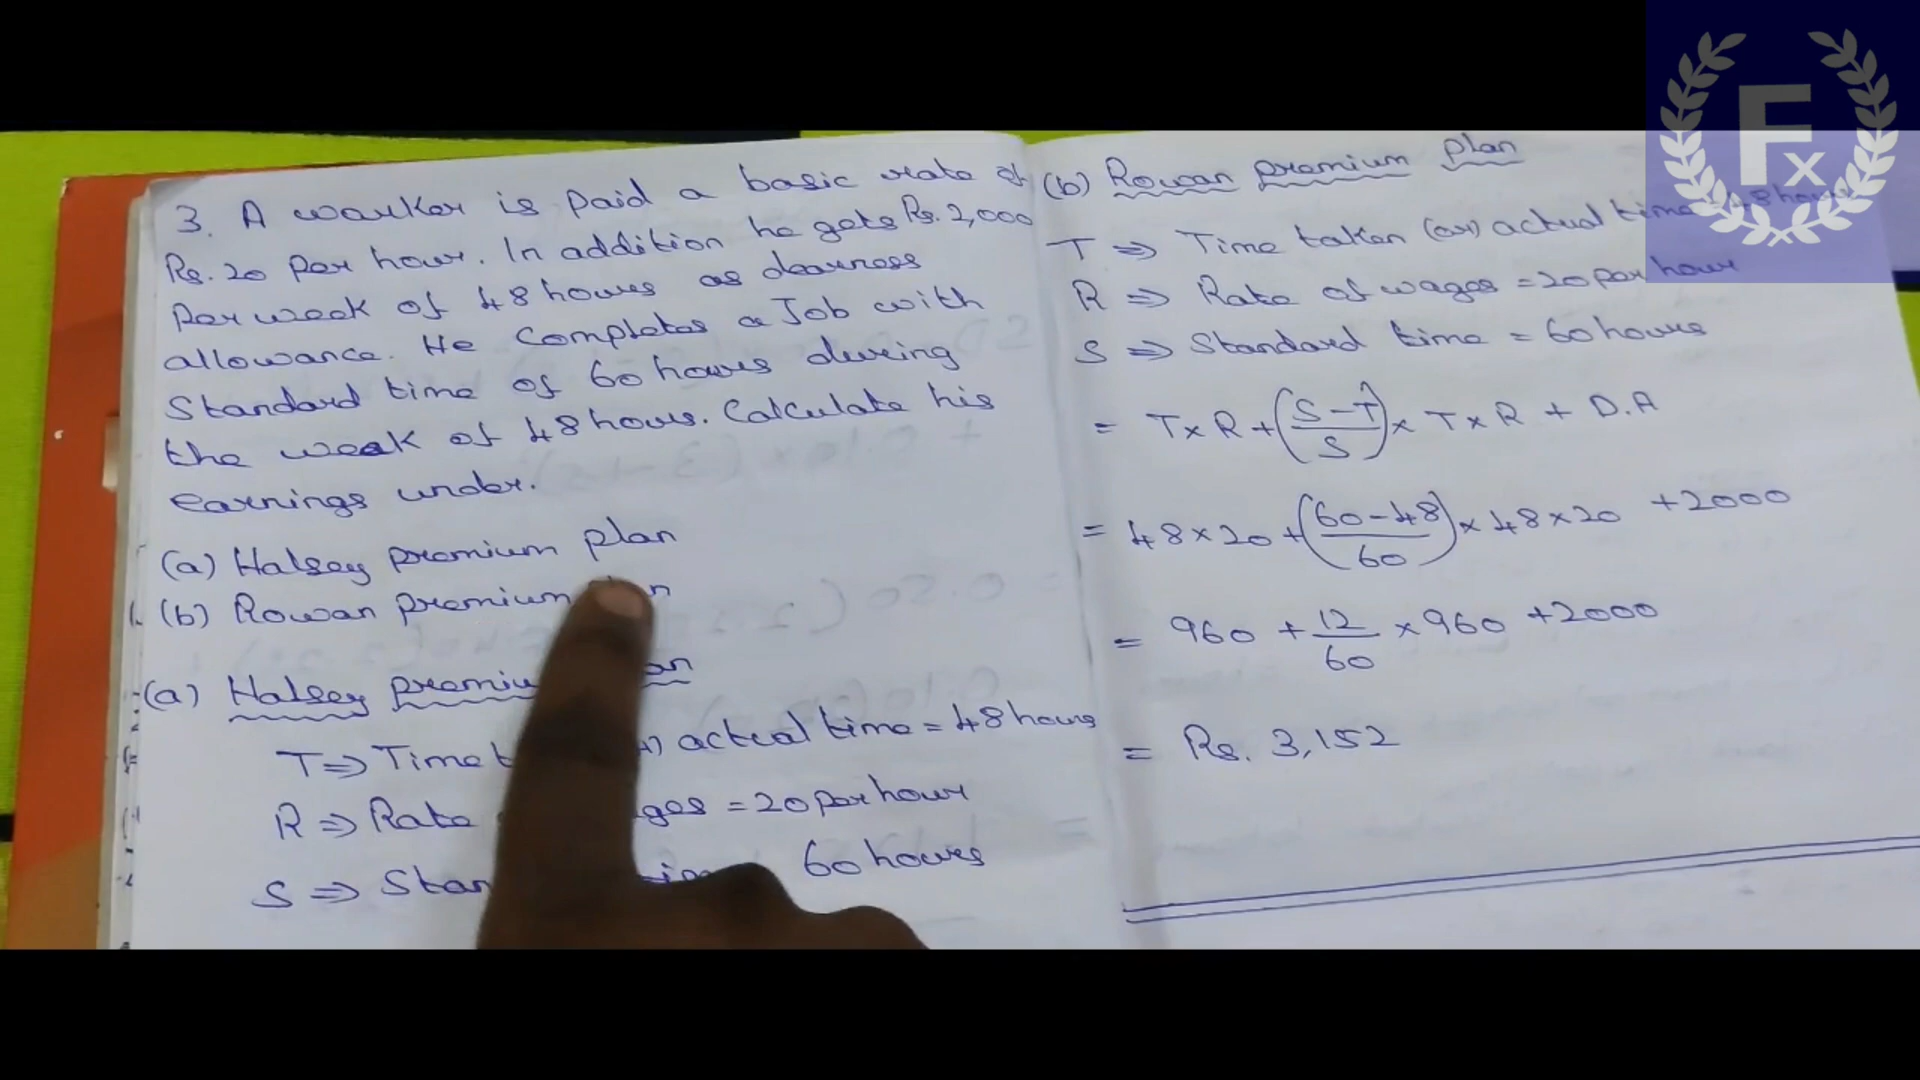 3. A worker is paid a basic rate of
Rs. 20 per hour. In addition he gets Rs. 2,000
per week of 48 hours as dearness
allowance. He completes a Job with
Standard time of 60 hours during
the week of 48 hours. Calculate his
earnings under.
(a) Halsey premium plan
(b) Rowan premium
(a) Halsey
T ⇒ Time actual time = 48 hours
R ⇒ Rate = 20 per hour
S ⇒ 60 hours
(b) Rowan premium plan
T ⇒ Time taken (or) actual time 48 hours
R ⇒ Rate of wages = 20 per hour
S ⇒ Standard time = 60 hours
= T × R + (S - T / S) × T × R + D.A
= 48 × 20 + (60 - 48 / 60) × 48 × 20 + 2000
= 960 + 12/60 × 960 + 2000
= Rs. 3,152
Fx